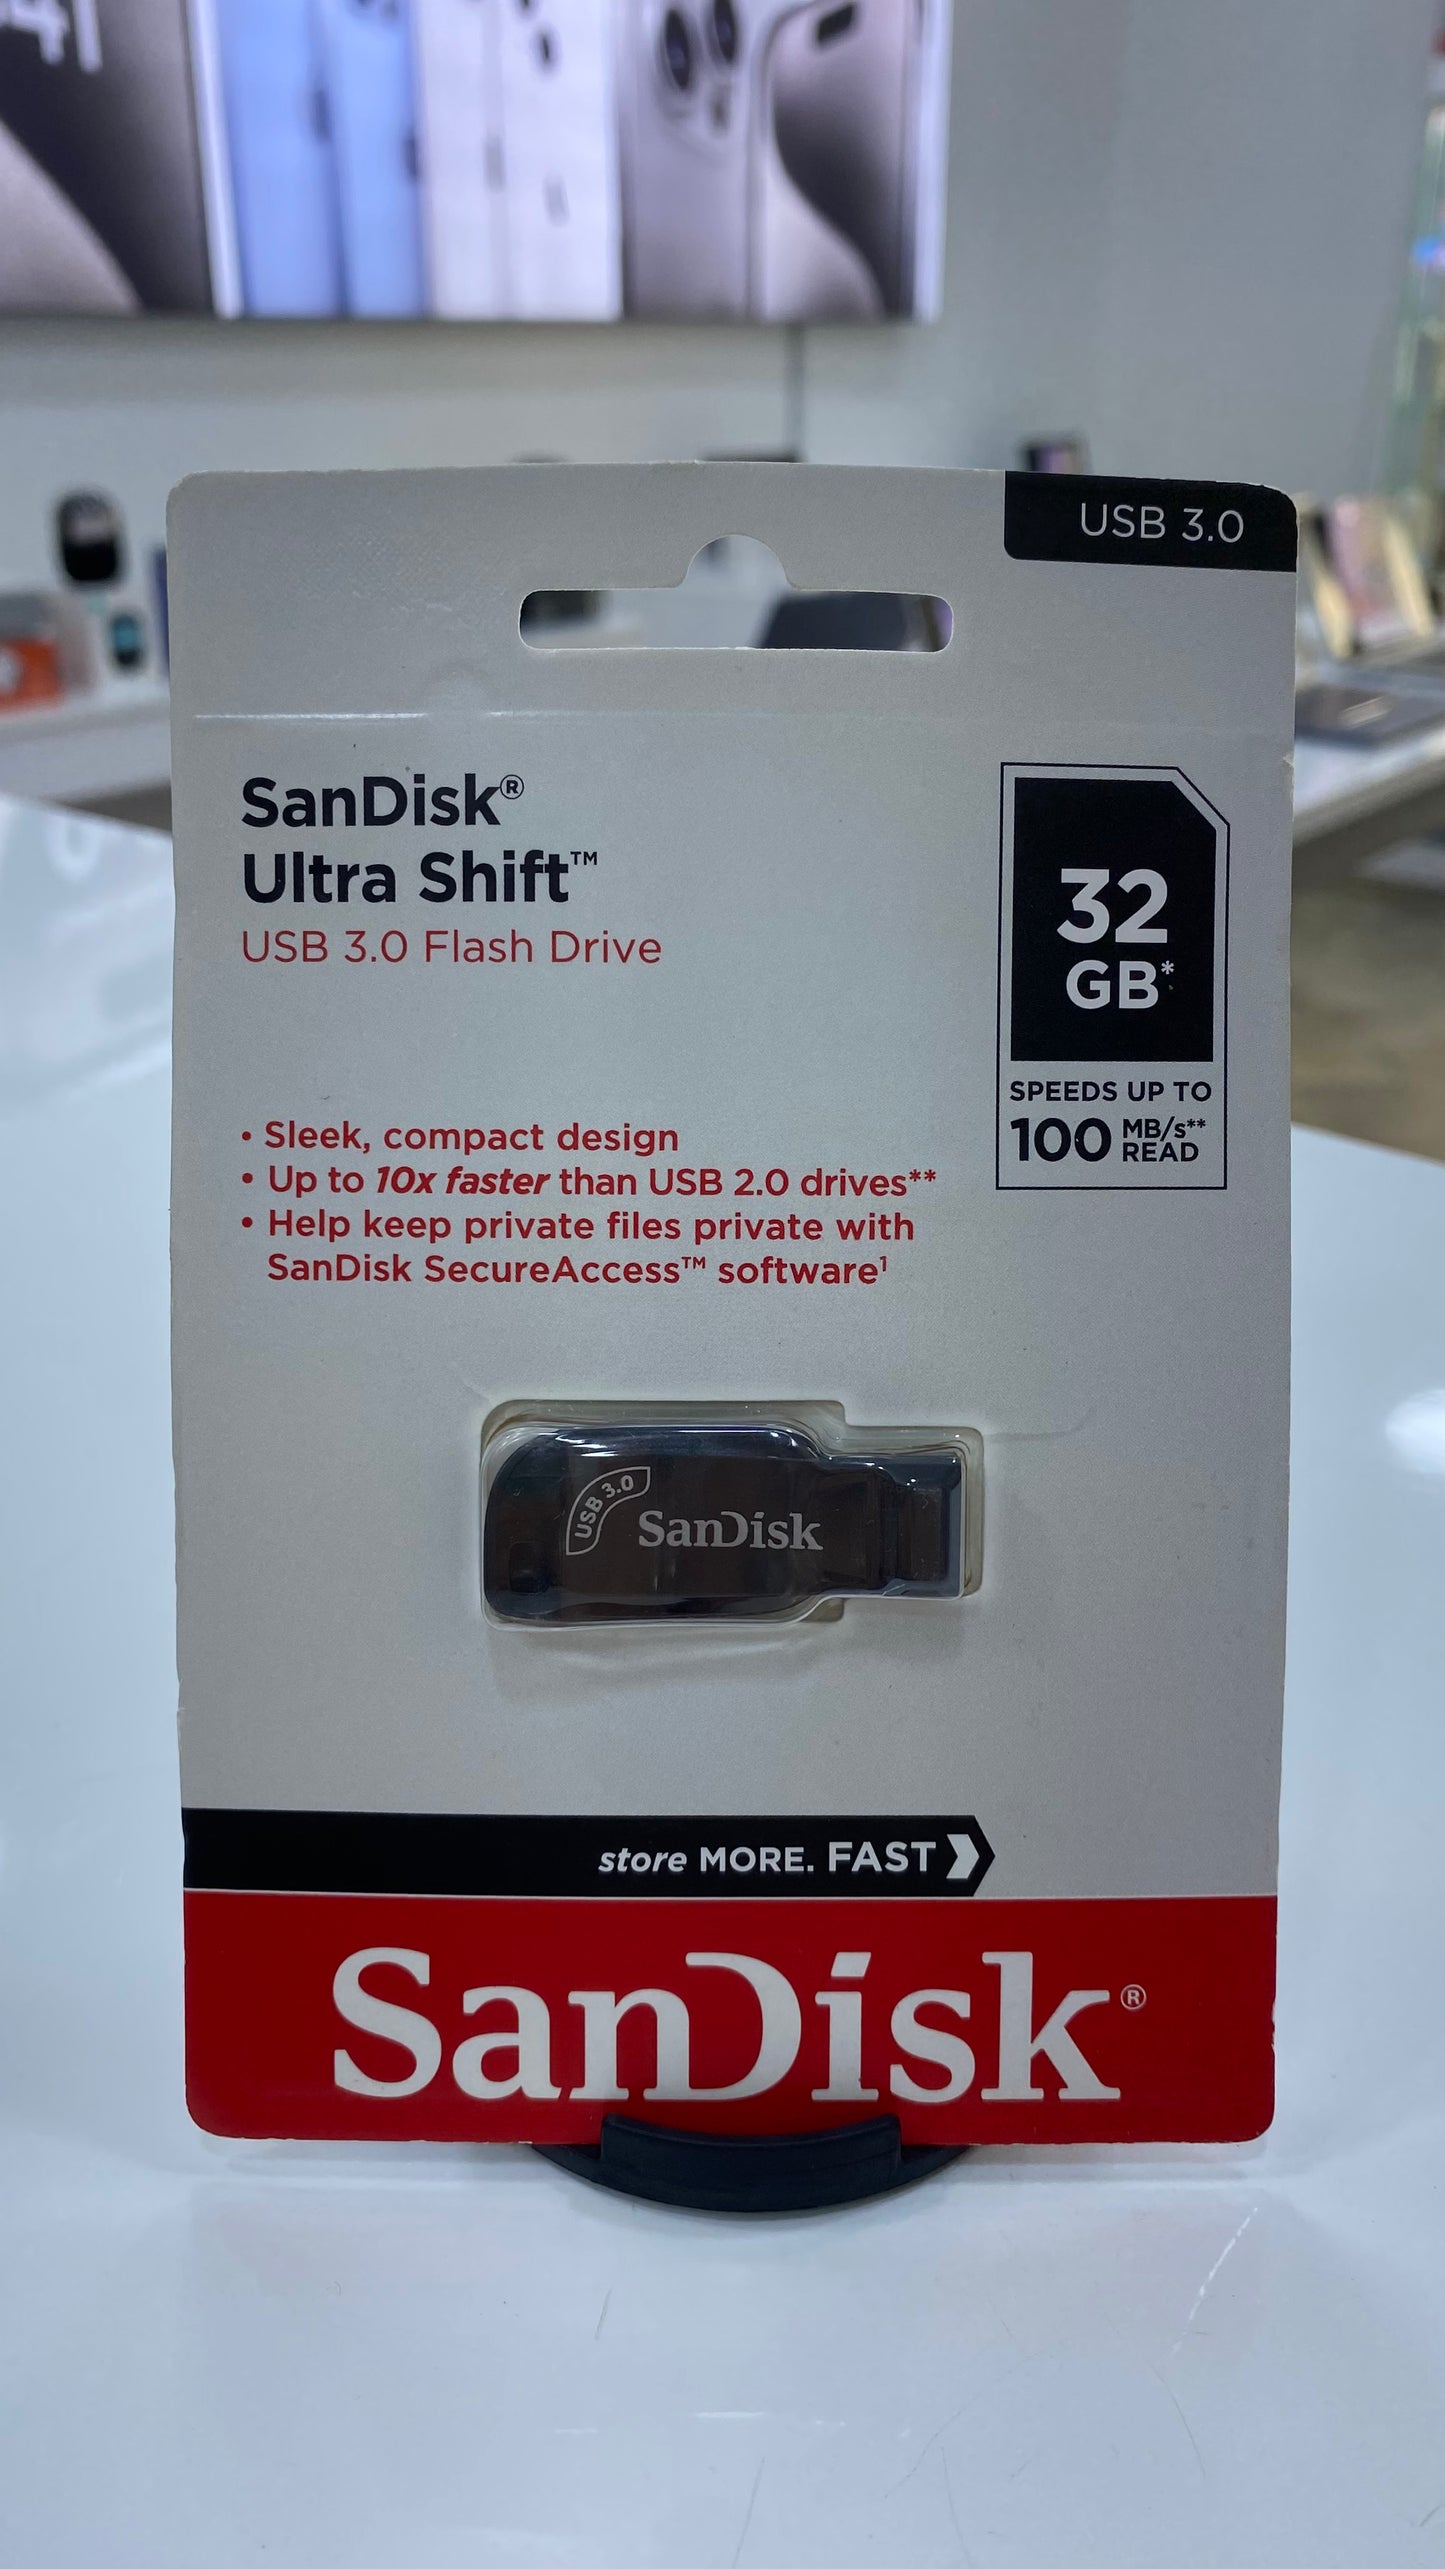 41
USB 3.0
SanDisk®
Ultra Shift™
USB 3.0 Flash Drive
32
GB*
SPEEDS UP TO
100 MB/s**
READ
• Sleek, compact design
• Up to 10x faster than USB 2.0 drives**
• Help keep private files private with
SanDisk SecureAccess™ software¹
USB 3.0
SanDisk
store MORE. FAST
SanDisk®